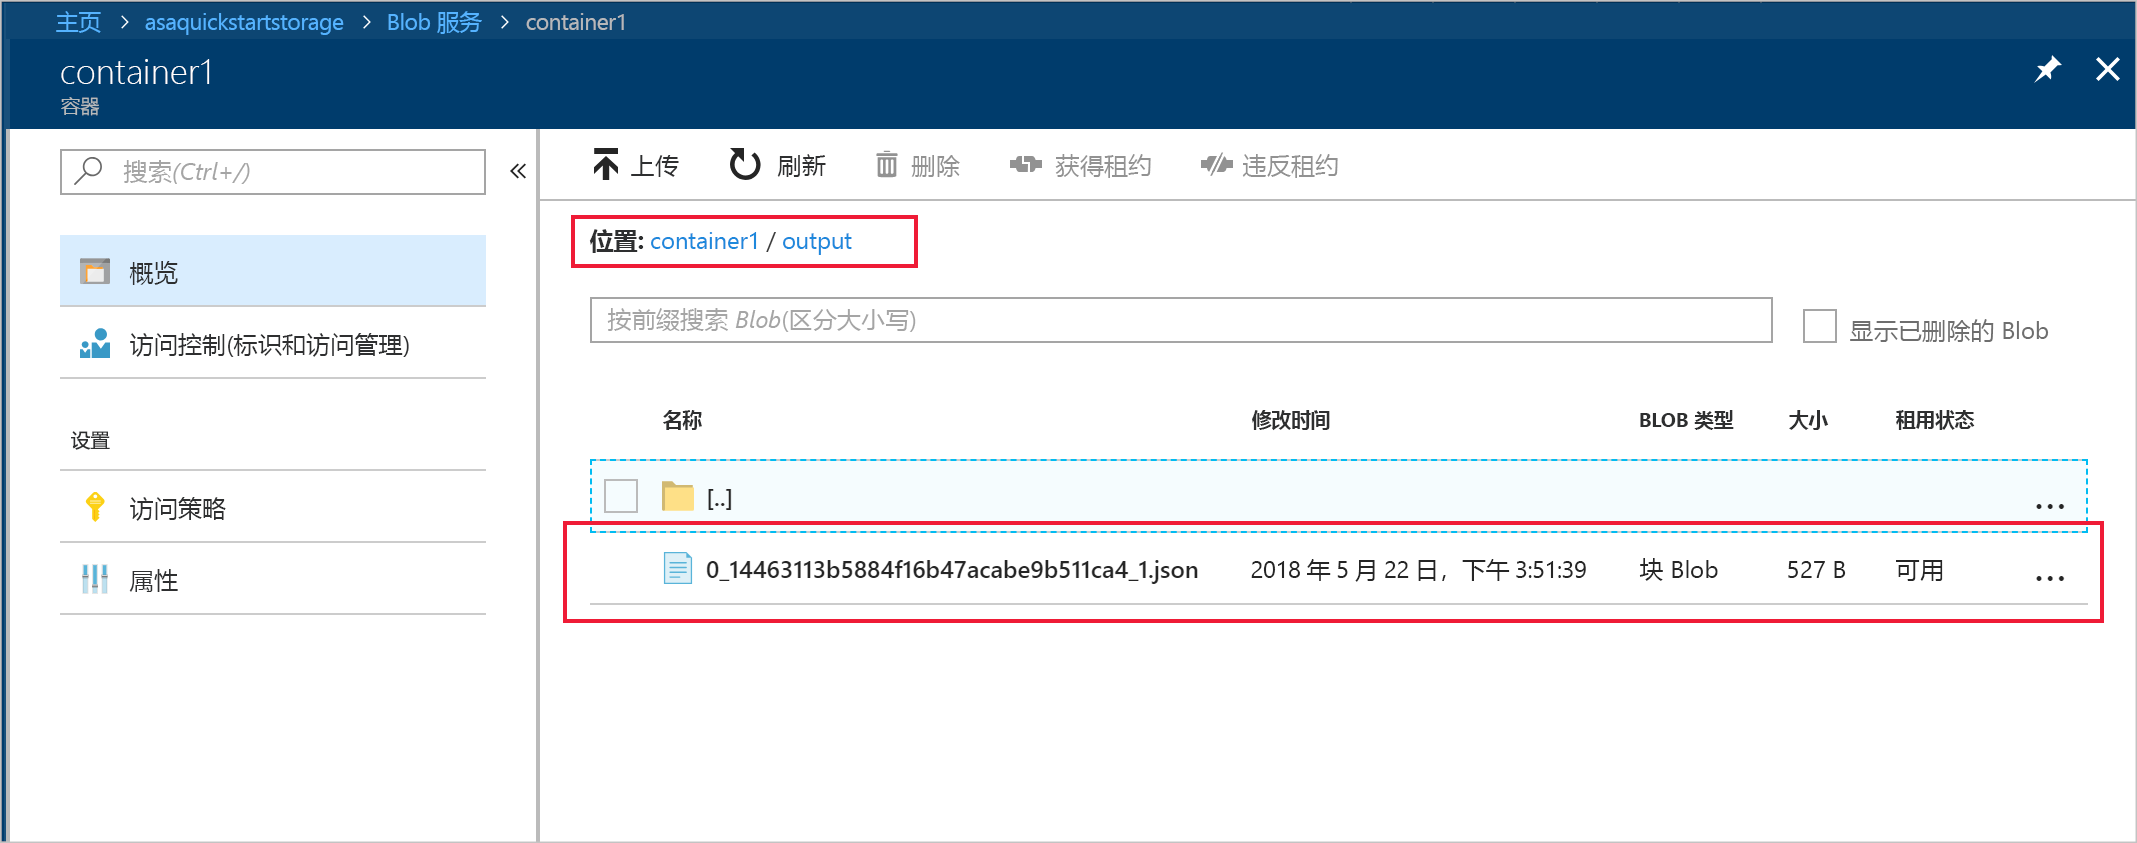 主页 > asaquickstartstorage > Blob 服务 > container1
container1
容器
搜索(Ctrl+/)
«
概览
访问控制(标识和访问管理)
设置
访问策略
属性
上传 刷新 删除 获得租约 违反租约
位置: container1 / output
按前缀搜索 Blob(区分大小写)
显示已删除的 Blob
名称 修改时间 BLOB 类型 大小 租用状态
[..] ...
0_14463113b5884f16b47acabe9b511ca4_1.json 2018 年 5 月 22 日，下午 3:51:39 块 Blob 527 B 可用 ...